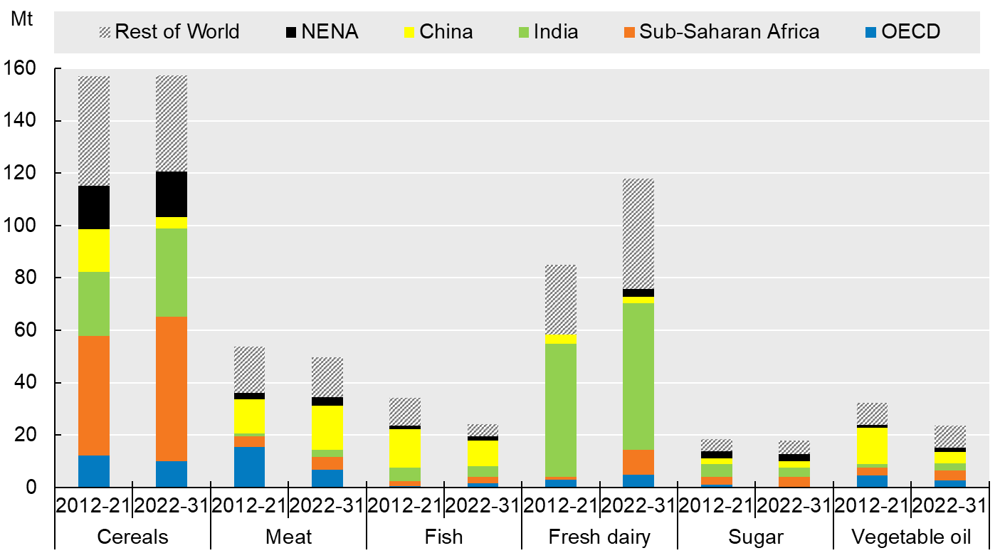 Mt
Rest of World NENA China India Sub-Saharan Africa OECD
160
140
120
100
80
60
40
20
0
2012-21 2022-31 2012-21 2022-31 2012-21 2022-31 2012-21 2022-31 2012-21 2022-31 2012-21 2022-31
Cereals Meat Fish Fresh dairy Sugar Vegetable oil